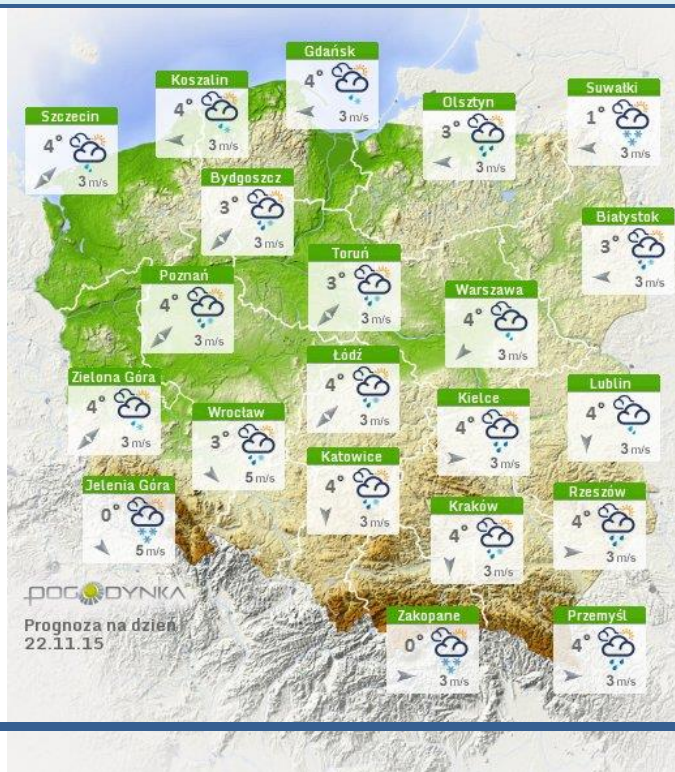 Gdańsk
4°
3 m/s
Koszalin
4°
3 m/s
Suwałki
1°
3 m/s
Olsztyn
3°
3 m/s
Szczecin
4°
3 m/s
Bydgoszcz
3°
3 m/s
Białystok
3°
3 m/s
Toruń
3°
3 m/s
Poznań
4°
3 m/s
Warszawa
4°
3 m/s
Łódź
4°
3 m/s
Zielona Góra
4°
3 m/s
Lublin
4°
3 m/s
Kielce
4°
3 m/s
Wrocław
3°
5 m/s
Katowice
4°
3 m/s
Jelenia Góra
0°
5 m/s
Rzeszów
4°
3 m/s
Kraków
4°
3 m/s
POGODYNKA
Prognoza na dzień
22.11.15
Zakopane
0°
3 m/s
Przemyśl
4°
3 m/s